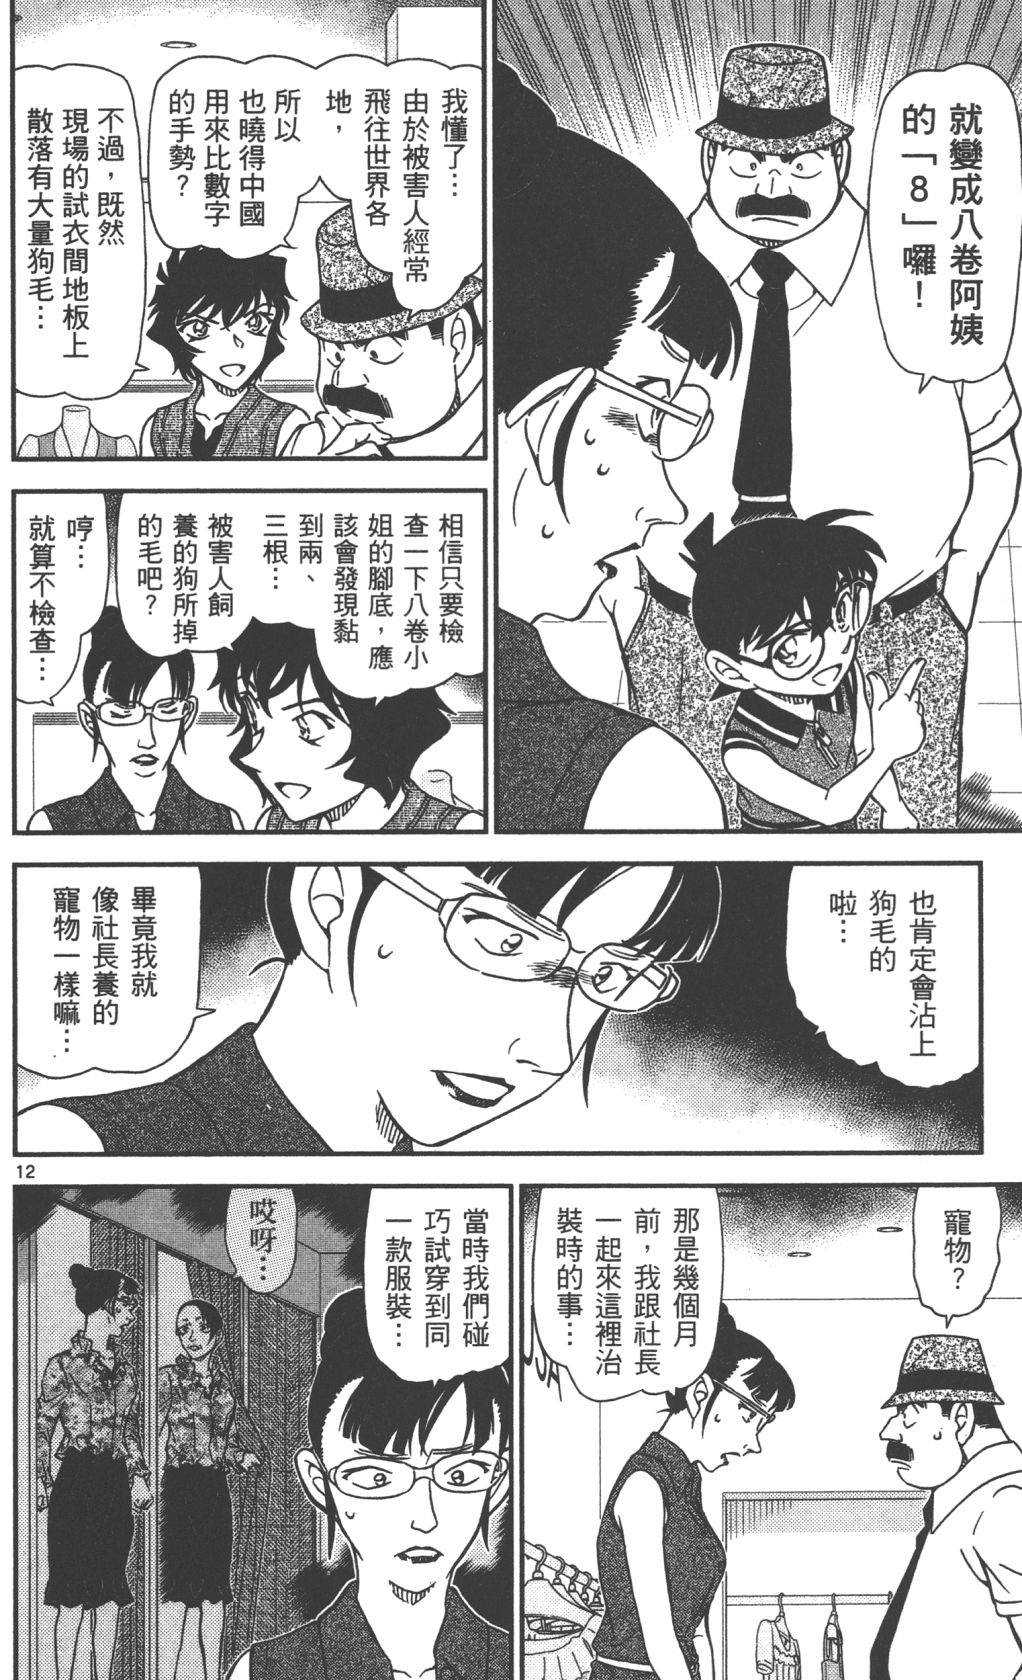 就變成八卷阿姨
的「8」囉！
我懂了…
由於被害人經常
飛往世界各
地，
所以
也曉得中國
用來比數字
的手勢？
不過，既然
現場的試衣間地板上
散落有大量狗毛…
相信只要檢
查一下八卷小
姐的腳底，應
該會發現黏
到兩、
三根…
被害人飼
養的狗所掉
的毛吧？
哼…
就算不檢查…
也肯定會沾上
狗毛的
啦…
畢竟我就
像社長養的
寵物一樣嘛…
12
寵物？
那是幾個月
前，我跟社長
一起來這裡治
裝時的事…
當時我們碰
巧試穿到同
一款服裝…
哎呀…